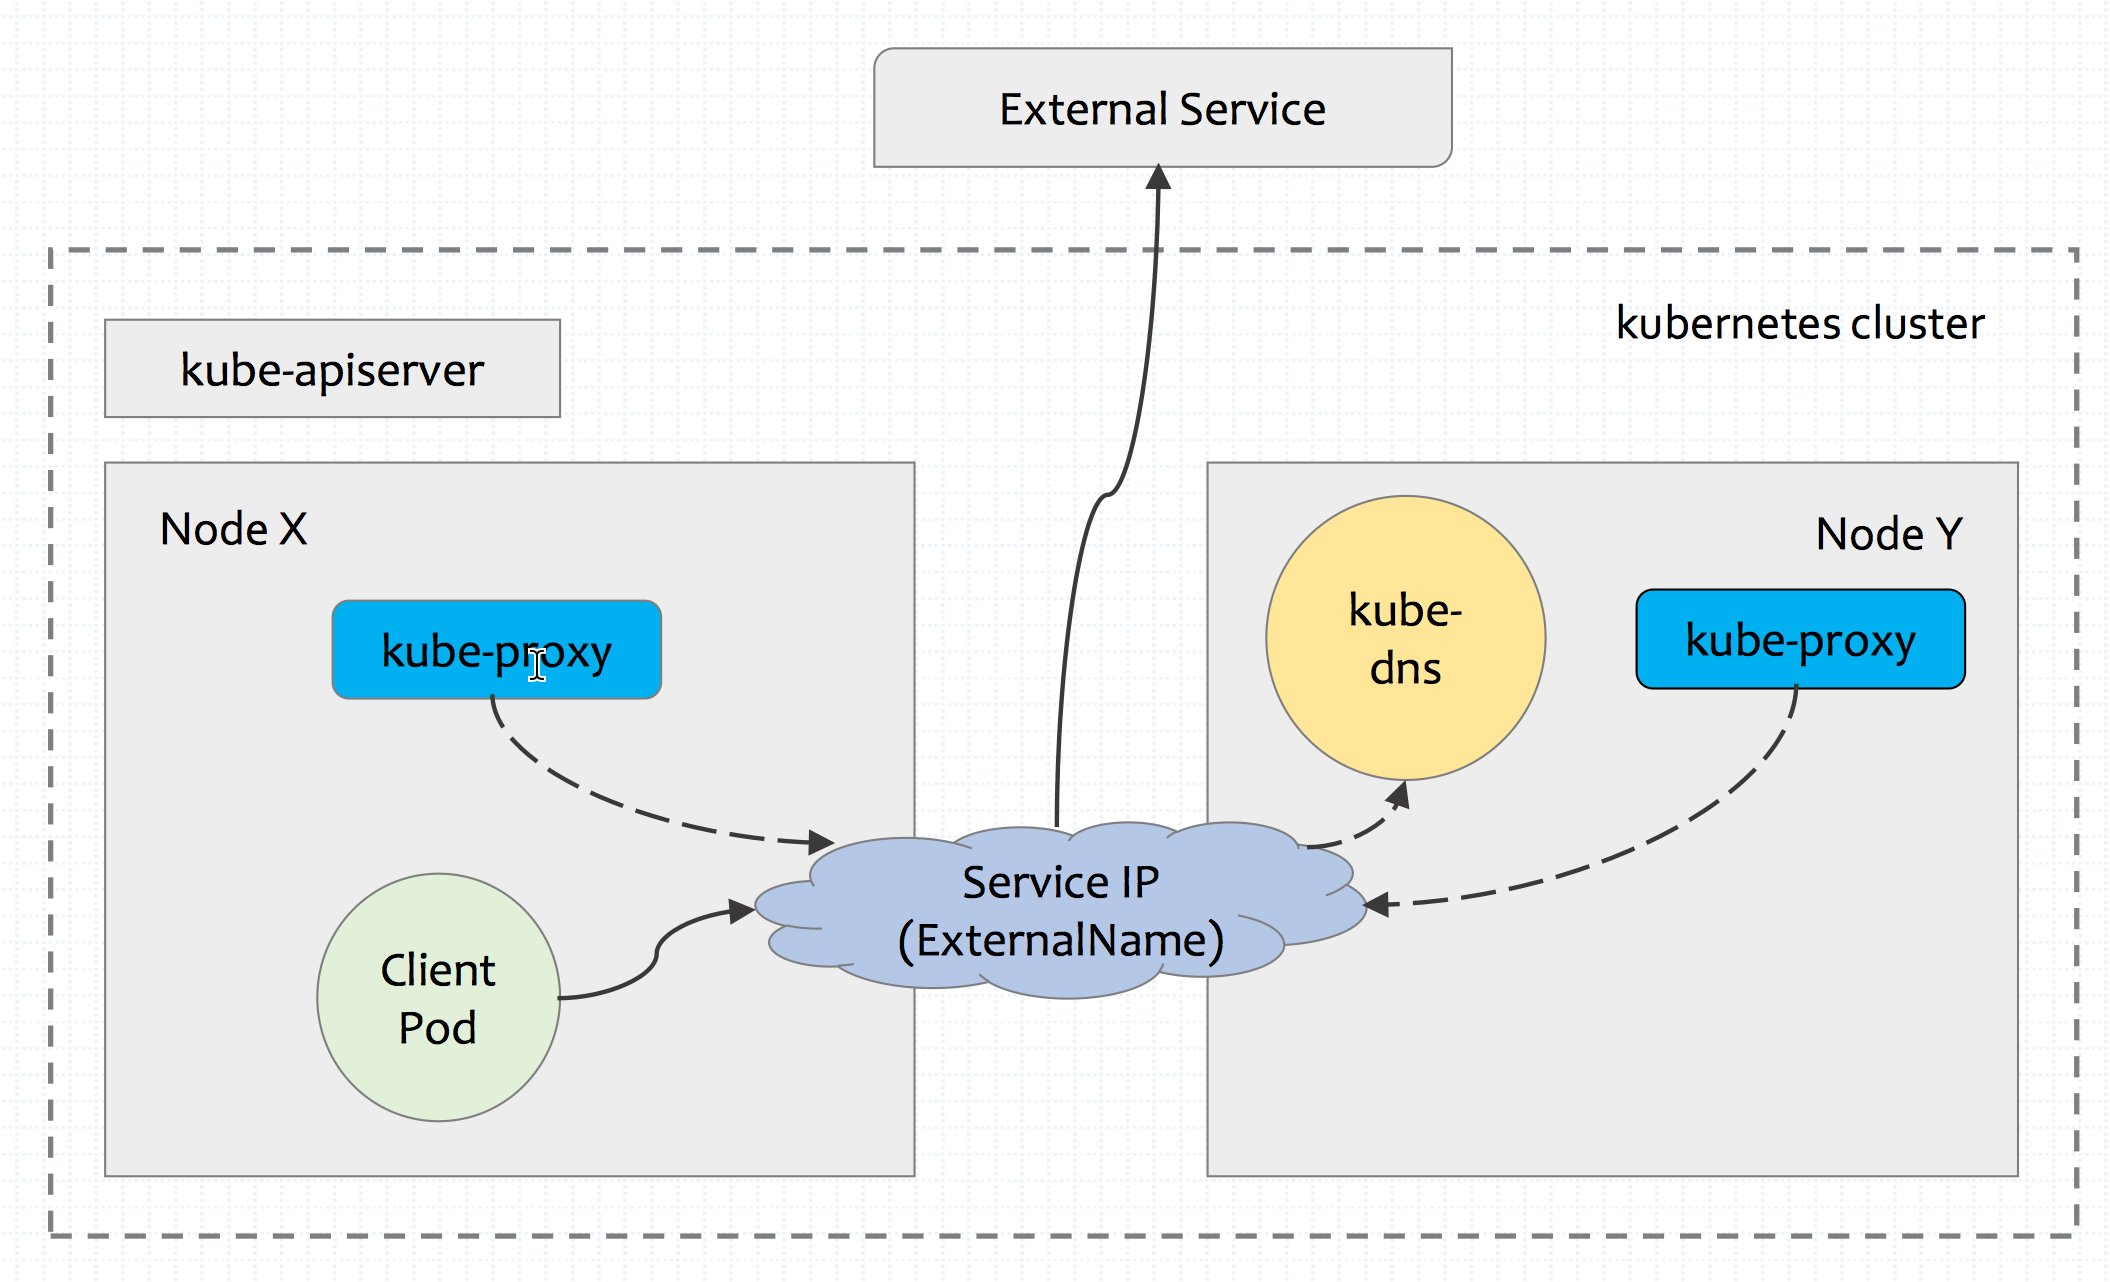 External Service
kubernetes cluster
kube-apiserver
Node X
kube-proxy
Client
Pod
Service IP
(ExternalName)
kube-
dns
Node Y
kube-proxy